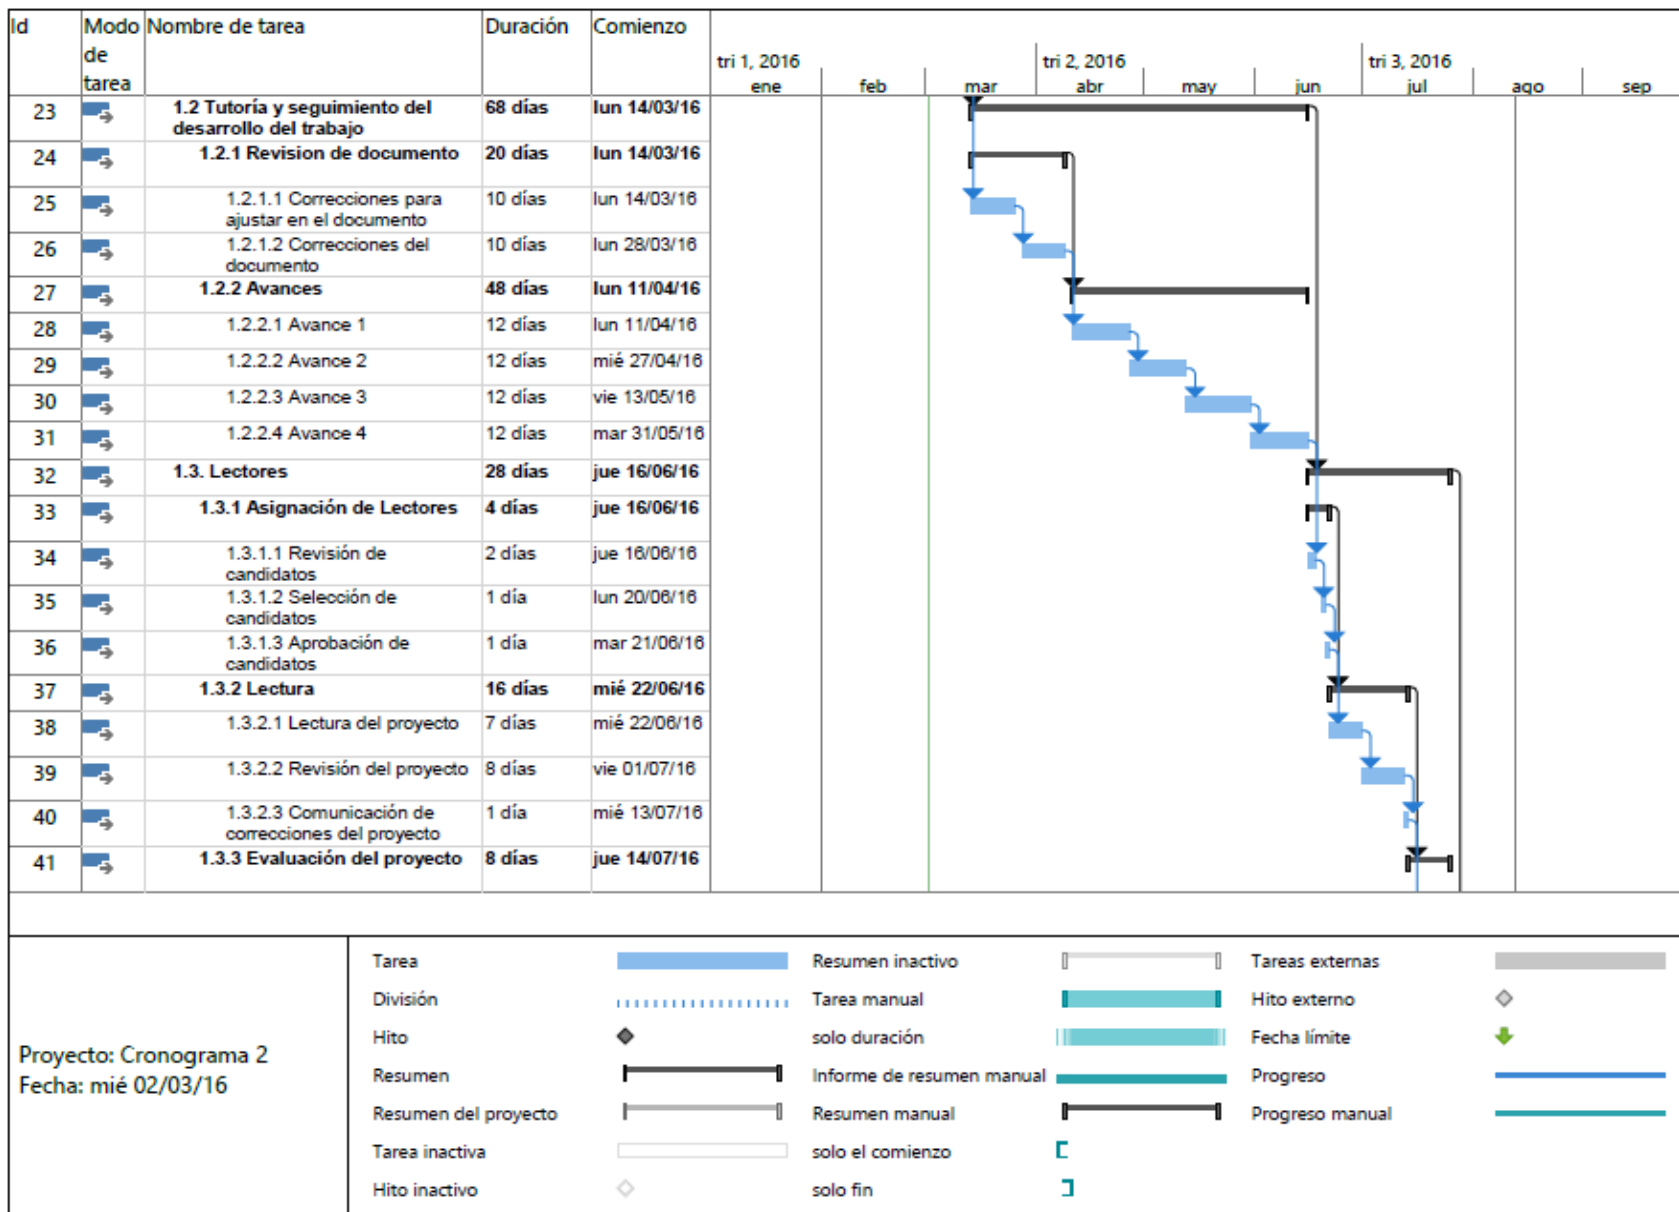 Id Modo de tarea Nombre de tarea Duración Comienzo
tri 1, 2016 tri 2, 2016 tri 3, 2016
ene feb mar abr may jun jul ago sep
23 1.2 Tutoría y seguimiento del 68 días lun 14/03/16
desarrollo del trabajo
24 1.2.1 Revision de documento 20 días lun 14/03/16
25 1.2.1.1 Correcciones para 10 días lun 14/03/16
ajustar en el documento
26 1.2.1.2 Correcciones del 10 días lun 28/03/16
documento
27 1.2.2 Avances 48 días lun 11/04/16
28 1.2.2.1 Avance 1 12 días lun 11/04/16
29 1.2.2.2 Avance 2 12 días mié 27/04/16
30 1.2.2.3 Avance 3 12 días vie 13/05/16
31 1.2.2.4 Avance 4 12 días mar 31/05/16
32 1.3. Lectores 28 días jue 16/06/16
33 1.3.1 Asignación de Lectores 4 días jue 16/06/16
34 1.3.1.1 Revisión de 2 días jue 16/06/16
candidatos
35 1.3.1.2 Selección de 1 día lun 20/06/16
candidatos
36 1.3.1.3 Aprobación de 1 día mar 21/06/16
candidatos
37 1.3.2 Lectura 16 días mié 22/06/16
38 1.3.2.1 Lectura del proyecto 7 días mié 22/06/16
39 1.3.2.2 Revisión del proyecto 8 días vie 01/07/16
40 1.3.2.3 Comunicación de 1 día mié 13/07/16
correcciones del proyecto
41 1.3.3 Evaluación del proyecto 8 días jue 14/07/16
Proyecto: Cronograma 2
Fecha: mié 02/03/16
Tarea Resumen inactivo Tareas externas
División Tarea manual Hito externo
Hito solo duración Fecha límite
Resumen Informe de resumen manual Progreso
Resumen del proyecto Resumen manual Progreso manual
Tarea inactiva solo el comienzo
Hito inactivo solo fin